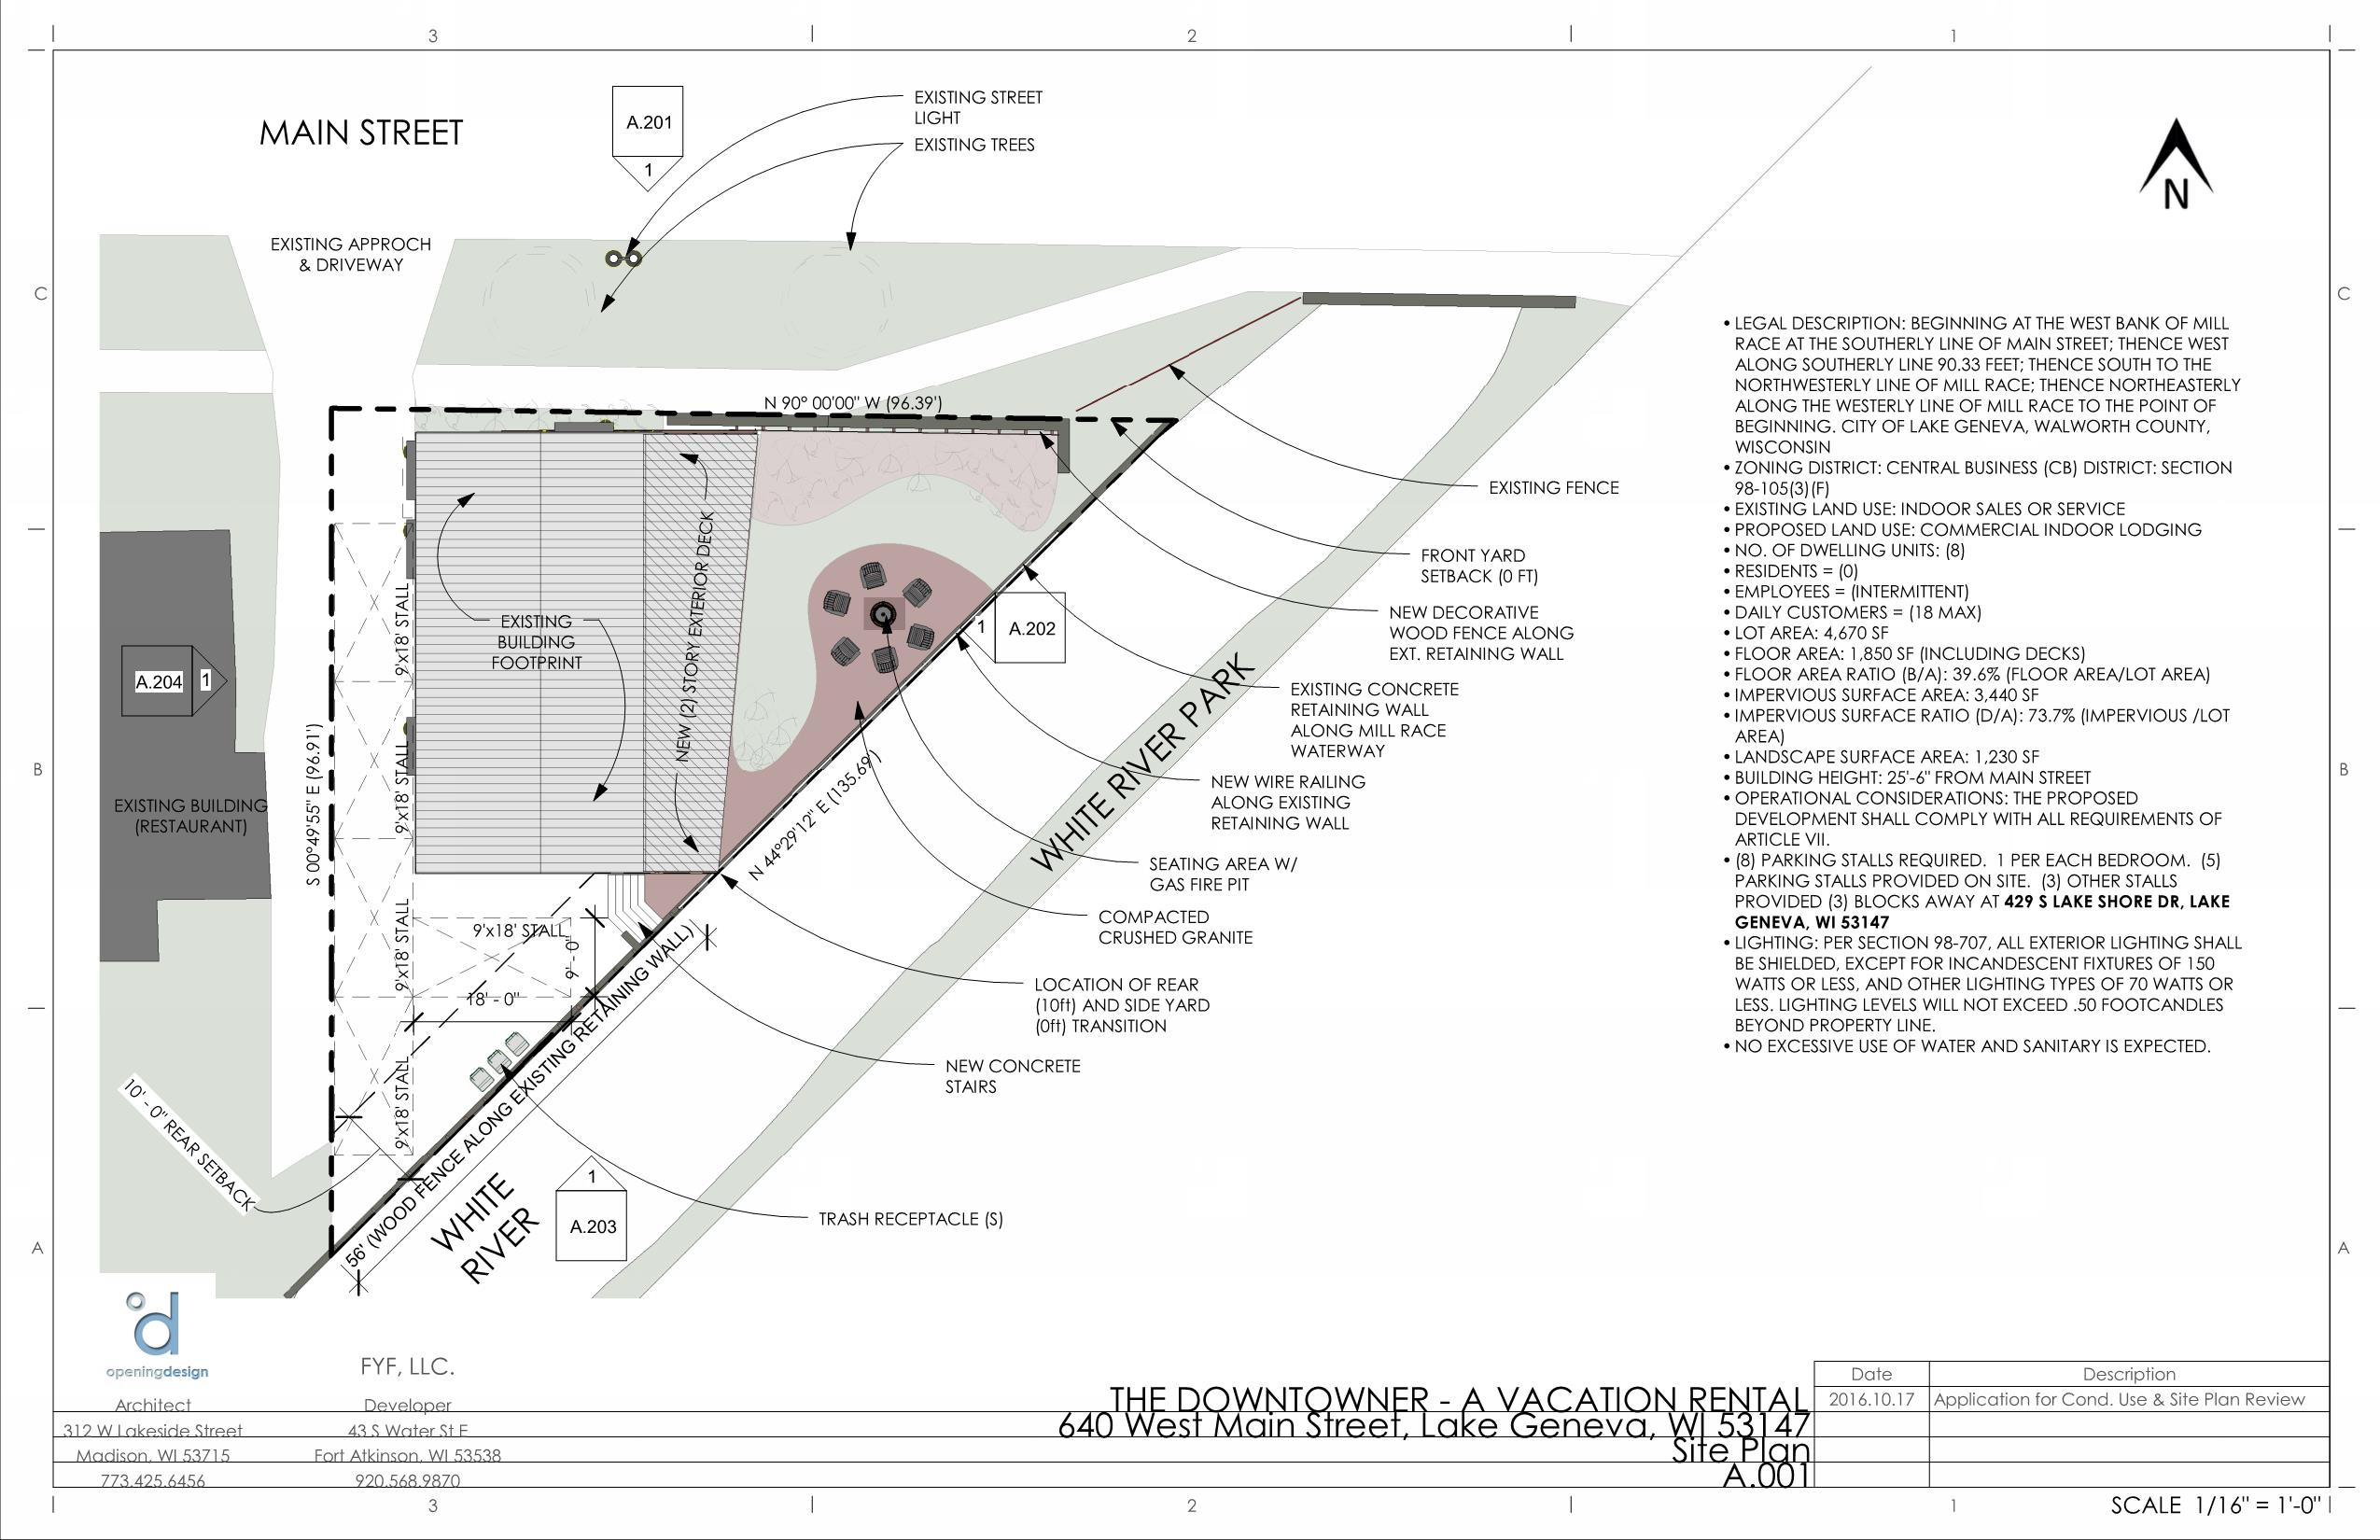 3
2
1
C
B
A
C
B
A
MAIN STREET
A.201
1
EXISTING STREET
LIGHT
EXISTING TREES
N
EXISTING APPROCH
& DRIVEWAY
N 90° 00'00" W (96.39')
EXISTING FENCE
FRONT YARD
SETBACK (0 FT)
NEW DECORATIVE
WOOD FENCE ALONG
EXT. RETAINING WALL
EXISTING CONCRETE
RETAINING WALL
ALONG MILL RACE
WATERWAY
NEW WIRE RAILING
ALONG EXISTING
RETAINING WALL
SEATING AREA W/
GAS FIRE PIT
COMPACTED
CRUSHED GRANITE
LOCATION OF REAR
(10ft) AND SIDE YARD
(0ft) TRANSITION
NEW CONCRETE
STAIRS
TRASH RECEPTACLE (S)
EXISTING
BUILDING
FOOTPRINT
NEW (2) STORY EXTERIOR DECK
1
A.202
A.204
1
EXISTING BUILDING
(RESTAURANT)
S 00°49'55" E (96.91')
9'x18' STALL
9'x18' STALL
9'x18' STALL
9'x18' STALL
9'x18' STALL
9' - 0"
18' - 0"
N 44°29'12" E (135.69')
WHITE RIVER PARK
56' (WOOD FENCE ALONG EXISTING RETAINING WALL)
10' - 0" REAR SETBACK
WHITE
RIVER
1
A.203
• LEGAL DESCRIPTION: BEGINNING AT THE WEST BANK OF MILL
RACE AT THE SOUTHERLY LINE OF MAIN STREET; THENCE WEST
ALONG SOUTHERLY LINE 90.33 FEET; THENCE SOUTH TO THE
NORTHWESTERLY LINE OF MILL RACE; THENCE NORTHEASTERLY
ALONG THE WESTERLY LINE OF MILL RACE TO THE POINT OF
BEGINNING. CITY OF LAKE GENEVA, WALWORTH COUNTY,
WISCONSIN
• ZONING DISTRICT: CENTRAL BUSINESS (CB) DISTRICT: SECTION
98-105(3)(F)
• EXISTING LAND USE: INDOOR SALES OR SERVICE
• PROPOSED LAND USE: COMMERCIAL INDOOR LODGING
• NO. OF DWELLING UNITS: (8)
• RESIDENTS = (0)
• EMPLOYEES = (INTERMITTENT)
• DAILY CUSTOMERS = (18 MAX)
• LOT AREA: 4,670 SF
• FLOOR AREA: 1,850 SF (INCLUDING DECKS)
• FLOOR AREA RATIO (B/A): 39.6% (FLOOR AREA/LOT AREA)
• IMPERVIOUS SURFACE AREA: 3,440 SF
• IMPERVIOUS SURFACE RATIO (D/A): 73.7% (IMPERVIOUS /LOT
AREA)
• LANDSCAPE SURFACE AREA: 1,230 SF
• BUILDING HEIGHT: 25'-6" FROM MAIN STREET
• OPERATIONAL CONSIDERATIONS: THE PROPOSED
DEVELOPMENT SHALL COMPLY WITH ALL REQUIREMENTS OF
ARTICLE VII.
• (8) PARKING STALLS REQUIRED. 1 PER EACH BEDROOM. (5)
PARKING STALLS PROVIDED ON SITE. (3) OTHER STALLS
PROVIDED (3) BLOCKS AWAY AT 429 S LAKE SHORE DR, LAKE
GENEVA, WI 53147
• LIGHTING: PER SECTION 98-707, ALL EXTERIOR LIGHTING SHALL
BE SHIELDED, EXCEPT FOR INCANDESCENT FIXTURES OF 150
WATTS OR LESS, AND OTHER LIGHTING TYPES OF 70 WATTS OR
LESS. LIGHTING LEVELS WILL NOT EXCEED .50 FOOTCANDLES
BEYOND PROPERTY LINE.
• NO EXCESSIVE USE OF WATER AND SANITARY IS EXPECTED.
openingdesign
Architect
312 W Lakeside Street
Madison, WI 53715
773.425.6456
FYF, LLC.
Developer
43 S Water St E
Fort Atkinson, WI 53538
920.568.9870
THE DOWNTOWNER - A VACATION RENTAL
640 West Main Street, Lake Geneva, WI 53147
Site Plan
A.001
Date Description
2016.10.17 Application for Cond. Use & Site Plan Review
3
2
1
SCALE 1/16" = 1'-0"